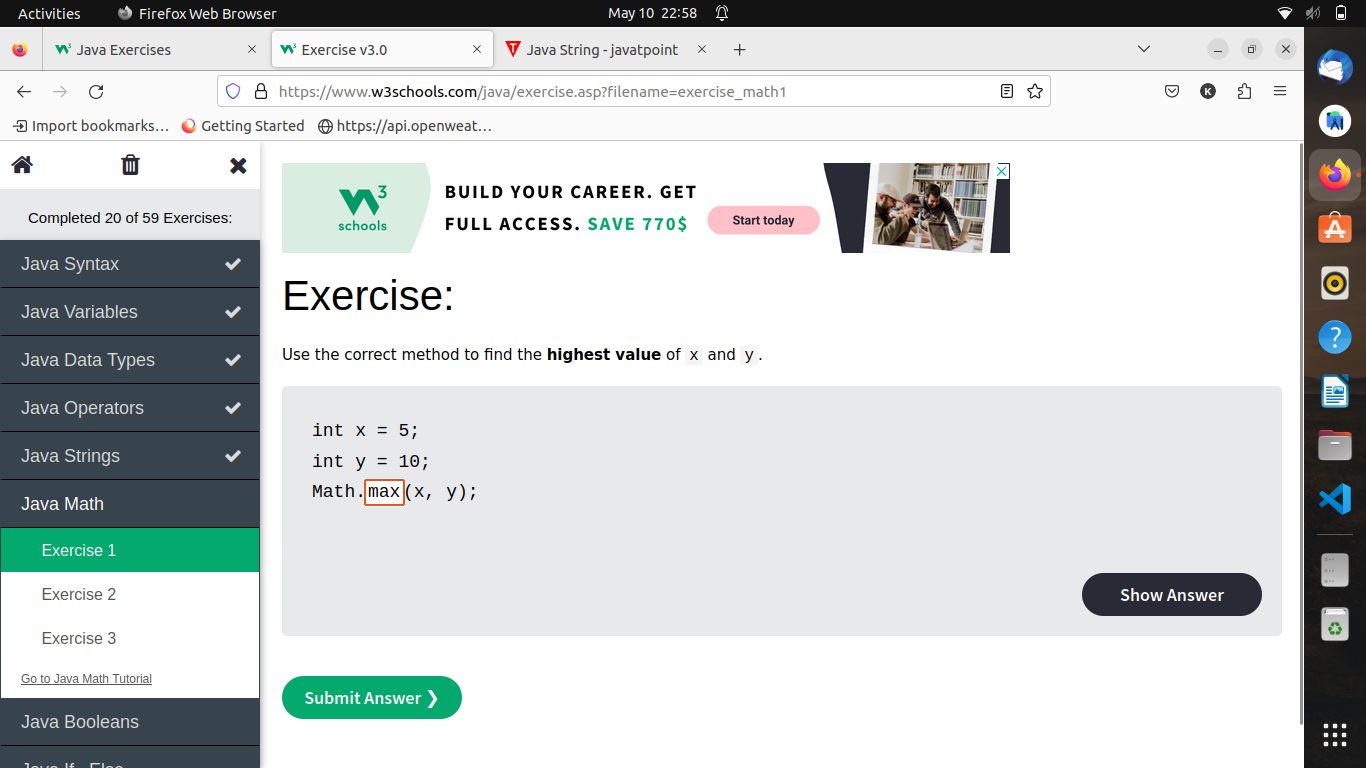 Activities
Firefox Web Browser
May 10 22:58
Java Exercises
Exercise v3.0
Java String - javatpoint
https://www.w3schools.com/java/exercise.asp?filename=exercise_math1
K
Import bookmarks…
Getting Started
https://api.openweat…
Completed 20 of 59 Exercises:
Java Syntax
Java Variables
Java Data Types
Java Operators
Java Strings
Java Math
Exercise 1
Exercise 2
Exercise 3
Go to Java Math Tutorial
Java Booleans
Java If...Else
W3
schools
BUILD YOUR CAREER. GET
FULL ACCESS. SAVE 770$
Start today
Exercise:
Use the correct method to find the highest value of x and y.
int x = 5;
int y = 10;
Math.max(x, y);
Show Answer
Submit Answer ❯